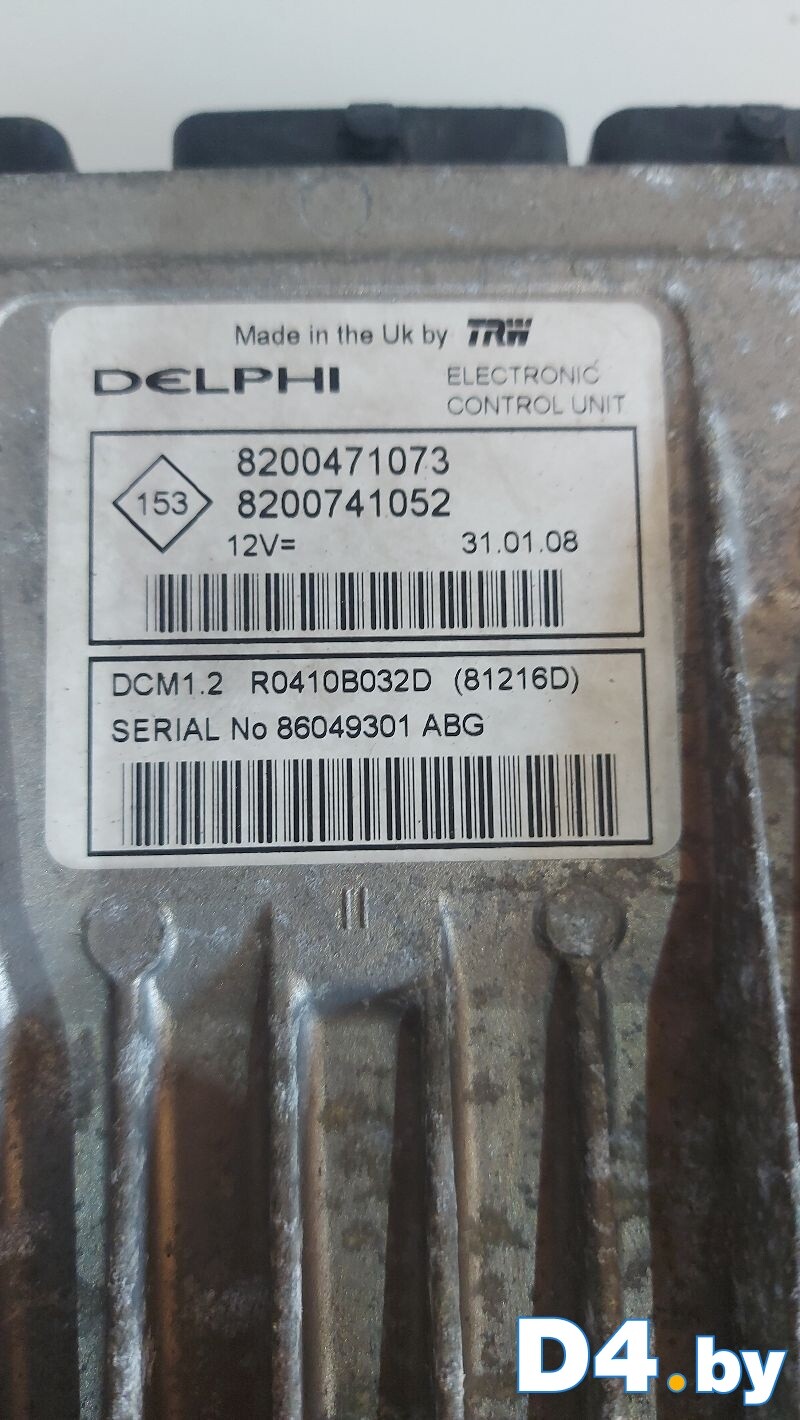 Made in the Uk by TRW
DELPHI
ELECTRONIC
CONTROL UNIT
8200471073
153
8200741052
12V=
31.01.08
DCM1.2 R0410B032D (81216D)
SERIAL No 86049301 ABG
D4.by